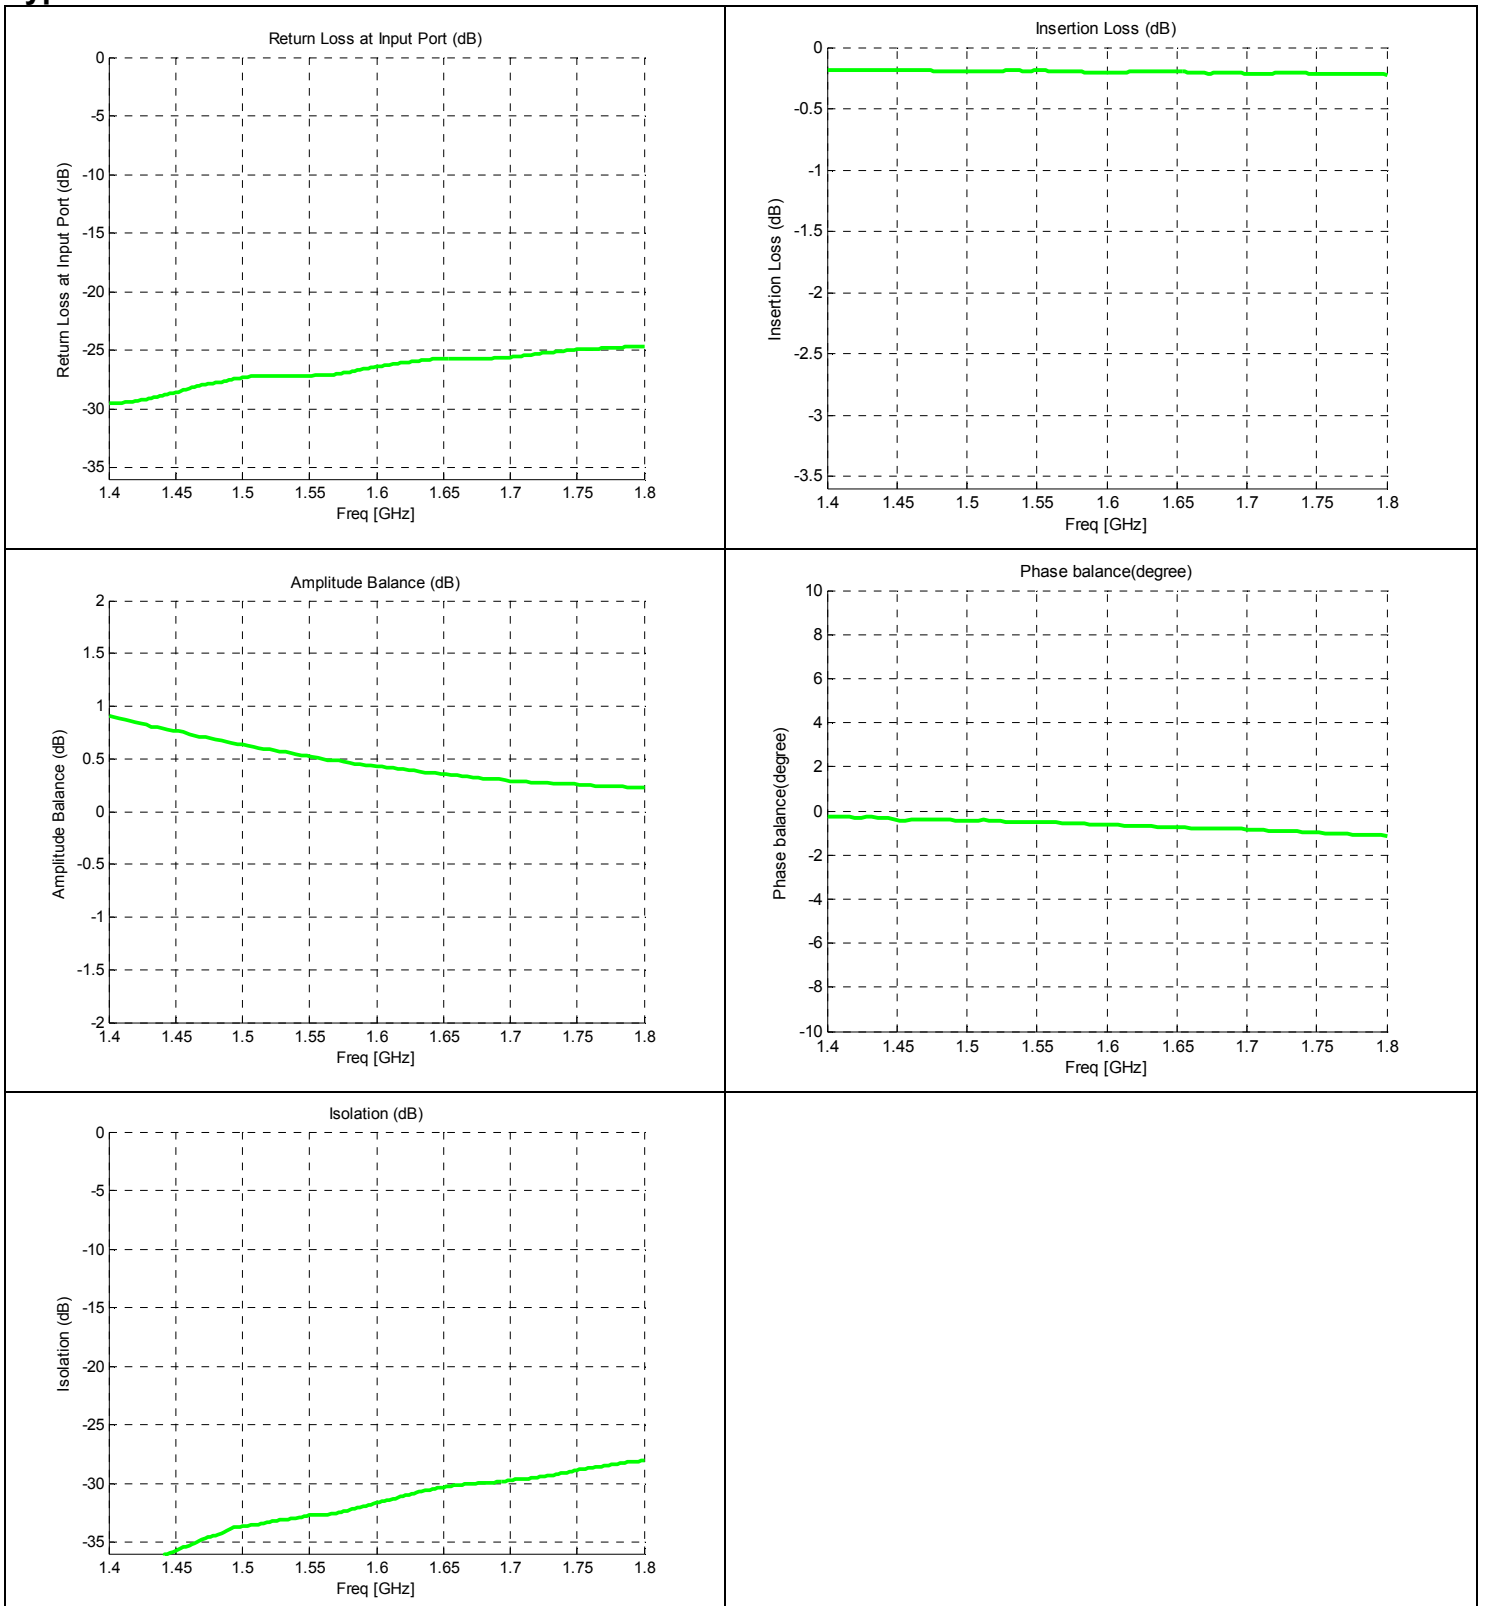 Return Loss at Input Port (dB)
0
-5
-10
-15
-20
-25
-30
-35
Return Loss at Input Port (dB)
1.4 1.45 1.5 1.55 1.6 1.65 1.7 1.75 1.8
Freq [GHz]
Insertion Loss (dB)
0
-0.5
-1
-1.5
-2
-2.5
-3
-3.5
Insertion Loss (dB)
1.4 1.45 1.5 1.55 1.6 1.65 1.7 1.75 1.8
Freq [GHz]
Amplitude Balance (dB)
2
1.5
1
0.5
0
-0.5
-1
-1.5
-2
Amplitude Balance (dB)
1.4 1.45 1.5 1.55 1.6 1.65 1.7 1.75 1.8
Freq [GHz]
Phase balance(degree)
10
8
6
4
2
0
-2
-4
-6
-8
-10
Phase balance(degree)
1.4 1.45 1.5 1.55 1.6 1.65 1.7 1.75 1.8
Freq [GHz]
Isolation (dB)
0
-5
-10
-15
-20
-25
-30
-35
Isolation (dB)
1.4 1.45 1.5 1.55 1.6 1.65 1.7 1.75 1.8
Freq [GHz]